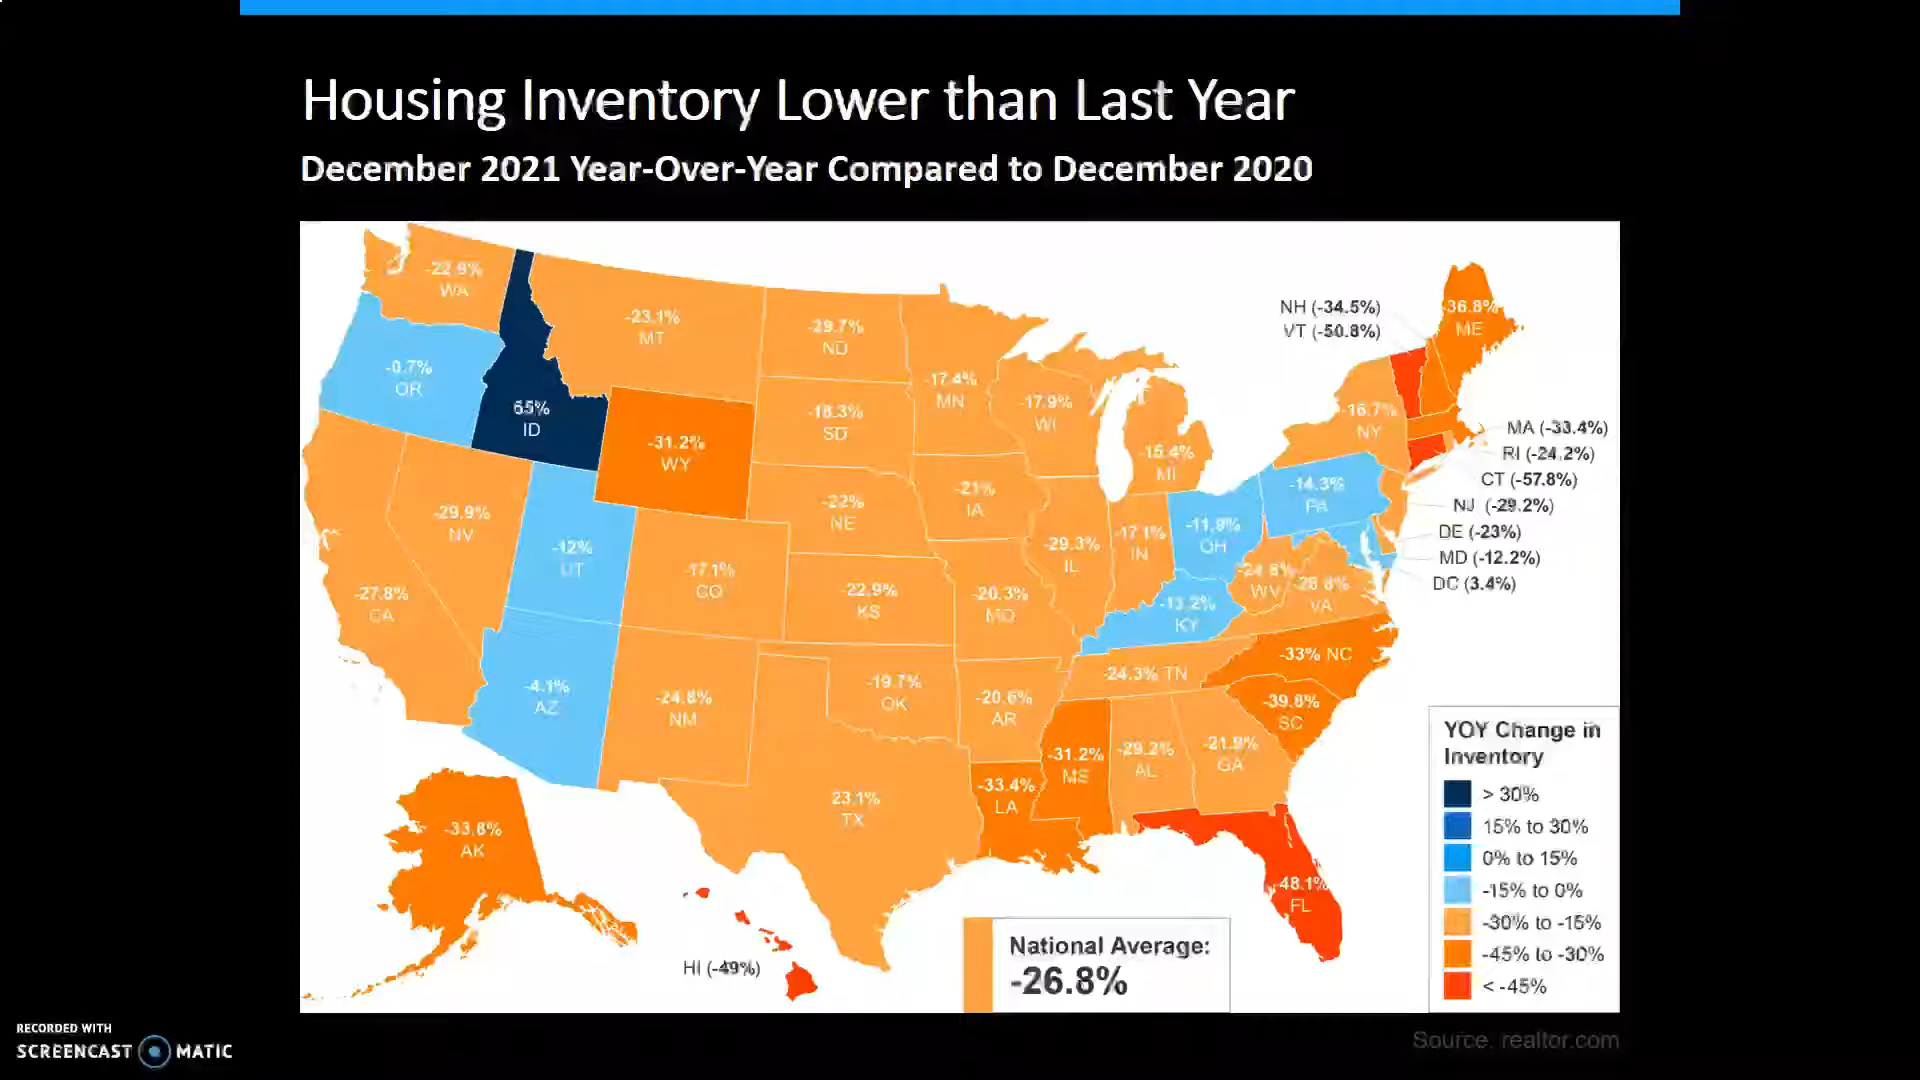 Housing Inventory Lower than Last Year
December 2021 Year-Over-Year Compared to December 2020
-22.9%
WA
-23.1%
MT
-29.7%
ND
-17.4%
MN
-17.9%
WI
NH (-34.5%)
VT (-50.8%)
-36.8%
ME
-0.7%
OR
65%
ID
-31.2%
WY
-18.3%
SD
-15.4%
MI
-16.7%
NY
MA (-33.4%)
RI (-24.2%)
CT (-57.8%)
NJ (-29.2%)
DE (-23%)
MD (-12.2%)
DC (3.4%)
-29.9%
NV
-12%
UT
-17.1%
CO
-22%
NE
-21%
IA
-29.3%
IL
-17.1%
IN
-11.9%
OH
-14.3%
PA
-27.8%
CA
-22.9%
KS
-20.3%
MO
-13.2%
KY
WV
VA
-4.1%
AZ
-24.8%
NM
-19.7%
OK
-20.6%
AR
-24.3% TN
-33% NC
-39.8%
SC
23.1%
TX
-33.4%
LA
-31.2%
MS
-29.2%
AL
-21.9%
GA
-33.8%
AK
HI (-49%)
-48.1%
FL
National Average:
-26.8%
YOY Change in
Inventory
> 30%
15% to 30%
0% to 15%
-15% to 0%
-30% to -15%
-45% to -30%
< -45%
Source: realtor.com
RECORDED WITH
SCREENCAST MATIC